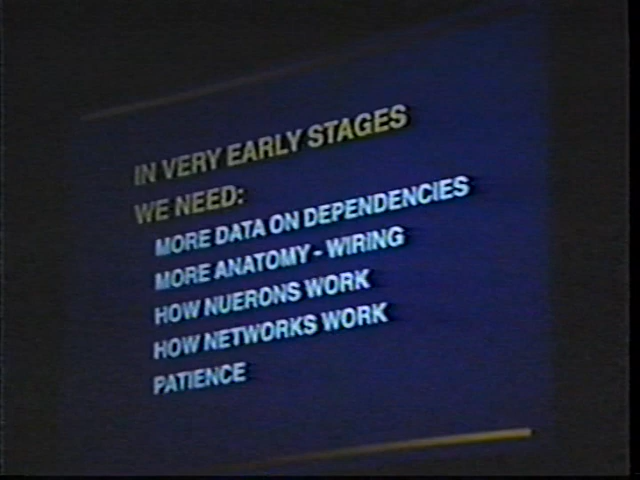 IN VERY EARLY STAGES
WE NEED:
MORE DATA ON DEPENDENCIES
MORE ANATOMY - WIRING
HOW NUERONS WORK
HOW NETWORKS WORK
PATIENCE